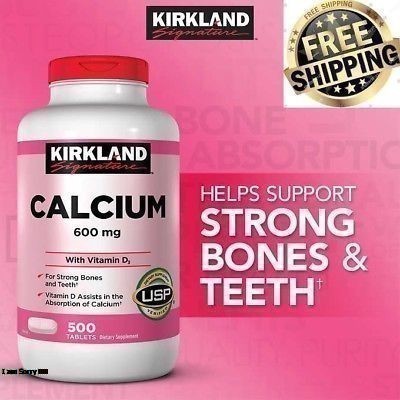 KIRKLAND
Signature
FREE
SHIPPING
BONE
KIRKLAND
Signature
CALCIUM
600 mg
With Vitamin D₃
• For Strong Bones
and Teeth†
• Vitamin D Assists in the
Absorption of Calcium†
USP
500
TABLETS Dietary Supplement
HELPS SUPPORT
STRONG
BONES &
TEETH†